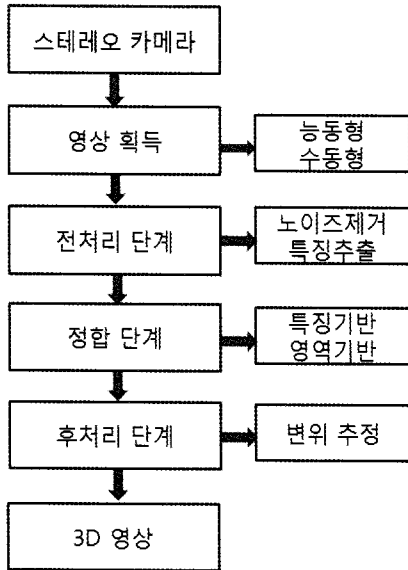 스테레오 카메라
영상 획득
능동형
수동형
전처리 단계
노이즈제거
특징추출
정합 단계
특징기반
영역기반
후처리 단계
변위 추정
3D 영상